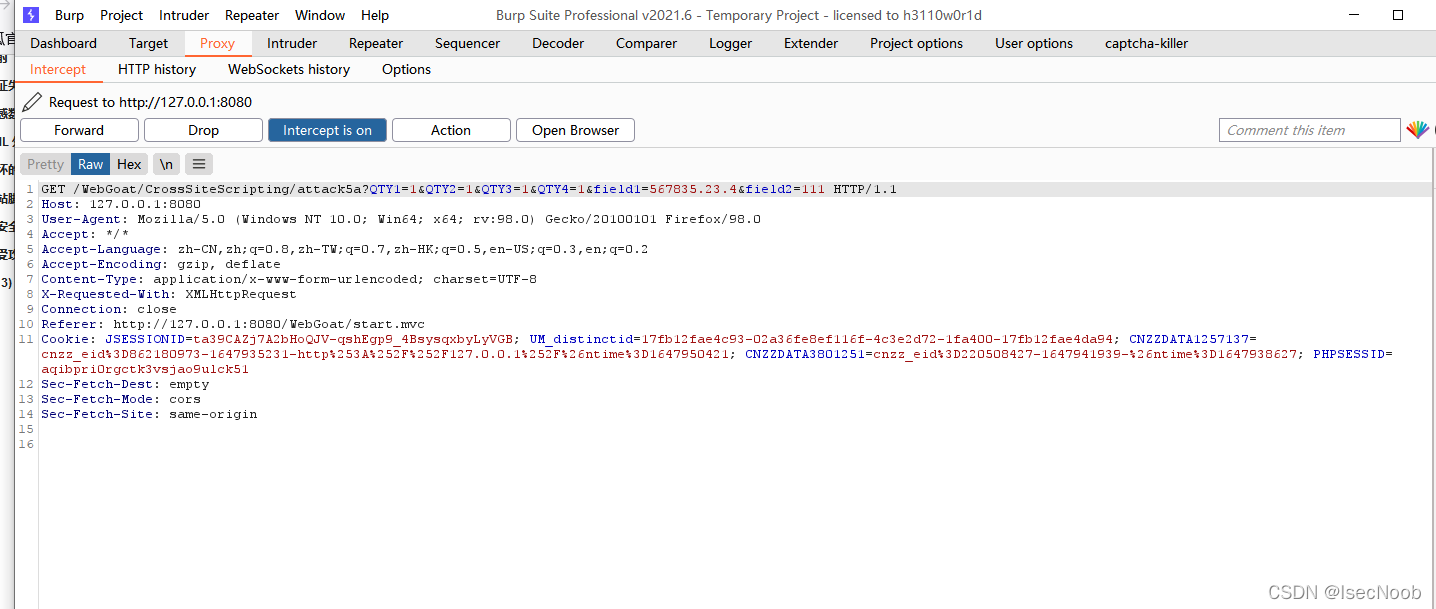 Burp Project Intruder Repeater Window Help Burp Suite Professional v2021.6 - Temporary Project - licensed to h3110w0r1d
Dashboard Target Proxy Intruder Repeater Sequencer Decoder Comparer Logger Extender Project options User options captcha-killer
Intercept HTTP history WebSockets history Options
Request to http://127.0.0.1:8080
Forward Drop Intercept is on Action Open Browser Comment this item
Pretty Raw Hex \n
1 GET /WebGoat/CrossSiteScripting/attack5a?QTY1=1&QTY2=1&QTY3=1&QTY4=1&field1=567835.23.4&field2=111 HTTP/1.1
2 Host: 127.0.0.1:8080
3 User-Agent: Mozilla/5.0 (Windows NT 10.0; Win64; x64; rv:98.0) Gecko/20100101 Firefox/98.0
4 Accept: */*
5 Accept-Language: zh-CN,zh;q=0.8,zh-TW;q=0.7,zh-HK;q=0.5,en-US;q=0.3,en;q=0.2
6 Accept-Encoding: gzip, deflate
7 Content-Type: application/x-www-form-urlencoded; charset=UTF-8
8 X-Requested-With: XMLHttpRequest
9 Connection: close
10 Referer: http://127.0.0.1:8080/WebGoat/start.mvc
11 Cookie: JSESSIONID=ta39CAZj7A2bHoQJV-qshEgp9_4BsysqxbyLyVGB; UM_distinctid=17fb12fae4c93-02a36fe8ef116f-4c3e2d72-1fa400-17fb12fae4da94; CNZZDATA1257137=
cnzz_eid%3D862180973-1647935231-http%253A%252F%252F127.0.0.1%252F%26ntime%3D1647950421; CNZZDATA3801251=cnzz_eid%3D220508427-1647941939-%26ntime%3D1647938627; PHPSESSID=
aqibpri0rgctk3vsjao9ulck51
12 Sec-Fetch-Dest: empty
13 Sec-Fetch-Mode: cors
14 Sec-Fetch-Site: same-origin
15
16
CSDN @IsecNoob